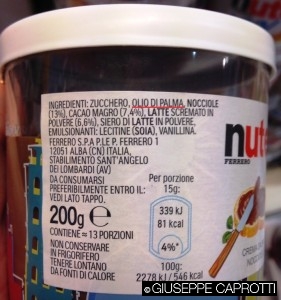 INGREDIENTI: ZUCCHERO, OLIO DI PALMA, NOCCIOLE
(13%), CACAO MAGRO (7,4%), LATTE SCREMATO IN
POLVERE (6,6%), SIERO DI LATTE IN POLVERE.
EMULSIONANTI: LECITINE (SOIA), VANILLINA.
FERRERO S.P.A P.LE P. FERRERO 1
12051 ALBA (CN) ITALIA,
STABILIMENTO SANT'ANGELO
DEI LOMBARDI (AV)
DA CONSUMARSI
PREFERIBILMENTE ENTRO IL:
VEDI LATO TAPPO.
200g e
CONTIENE ≈ 13 PORZIONI
NON CONSERVARE
IN FRIGORIFERO
TENERE LONTANO
DA FONTI DI CALORE
Per porzione
15g:
339 kJ
81 kcal
4%*
100g:
2278 kJ / 546 kcal
nut
FERRERO
CREMA
© GIUSEPPE CAPROTTI